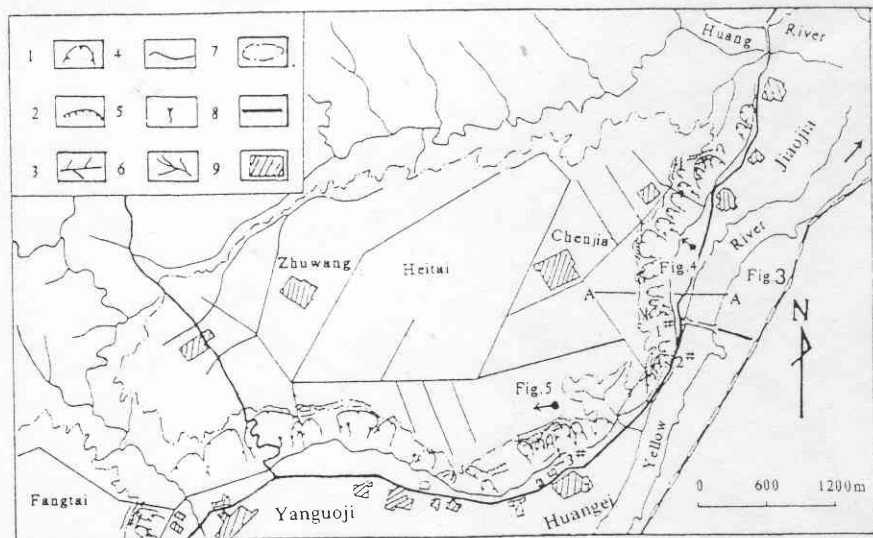 1 4 7
2 5 8
3 6 9
Huang River
Jiaojia
River
Zhuwang
Heitai
Chenjia
Fig.4
Fig.3
A A
N
2#
Fig.5
3#
Yellow
0 600 1200m
Fangtai
Yanguoji
Huangei